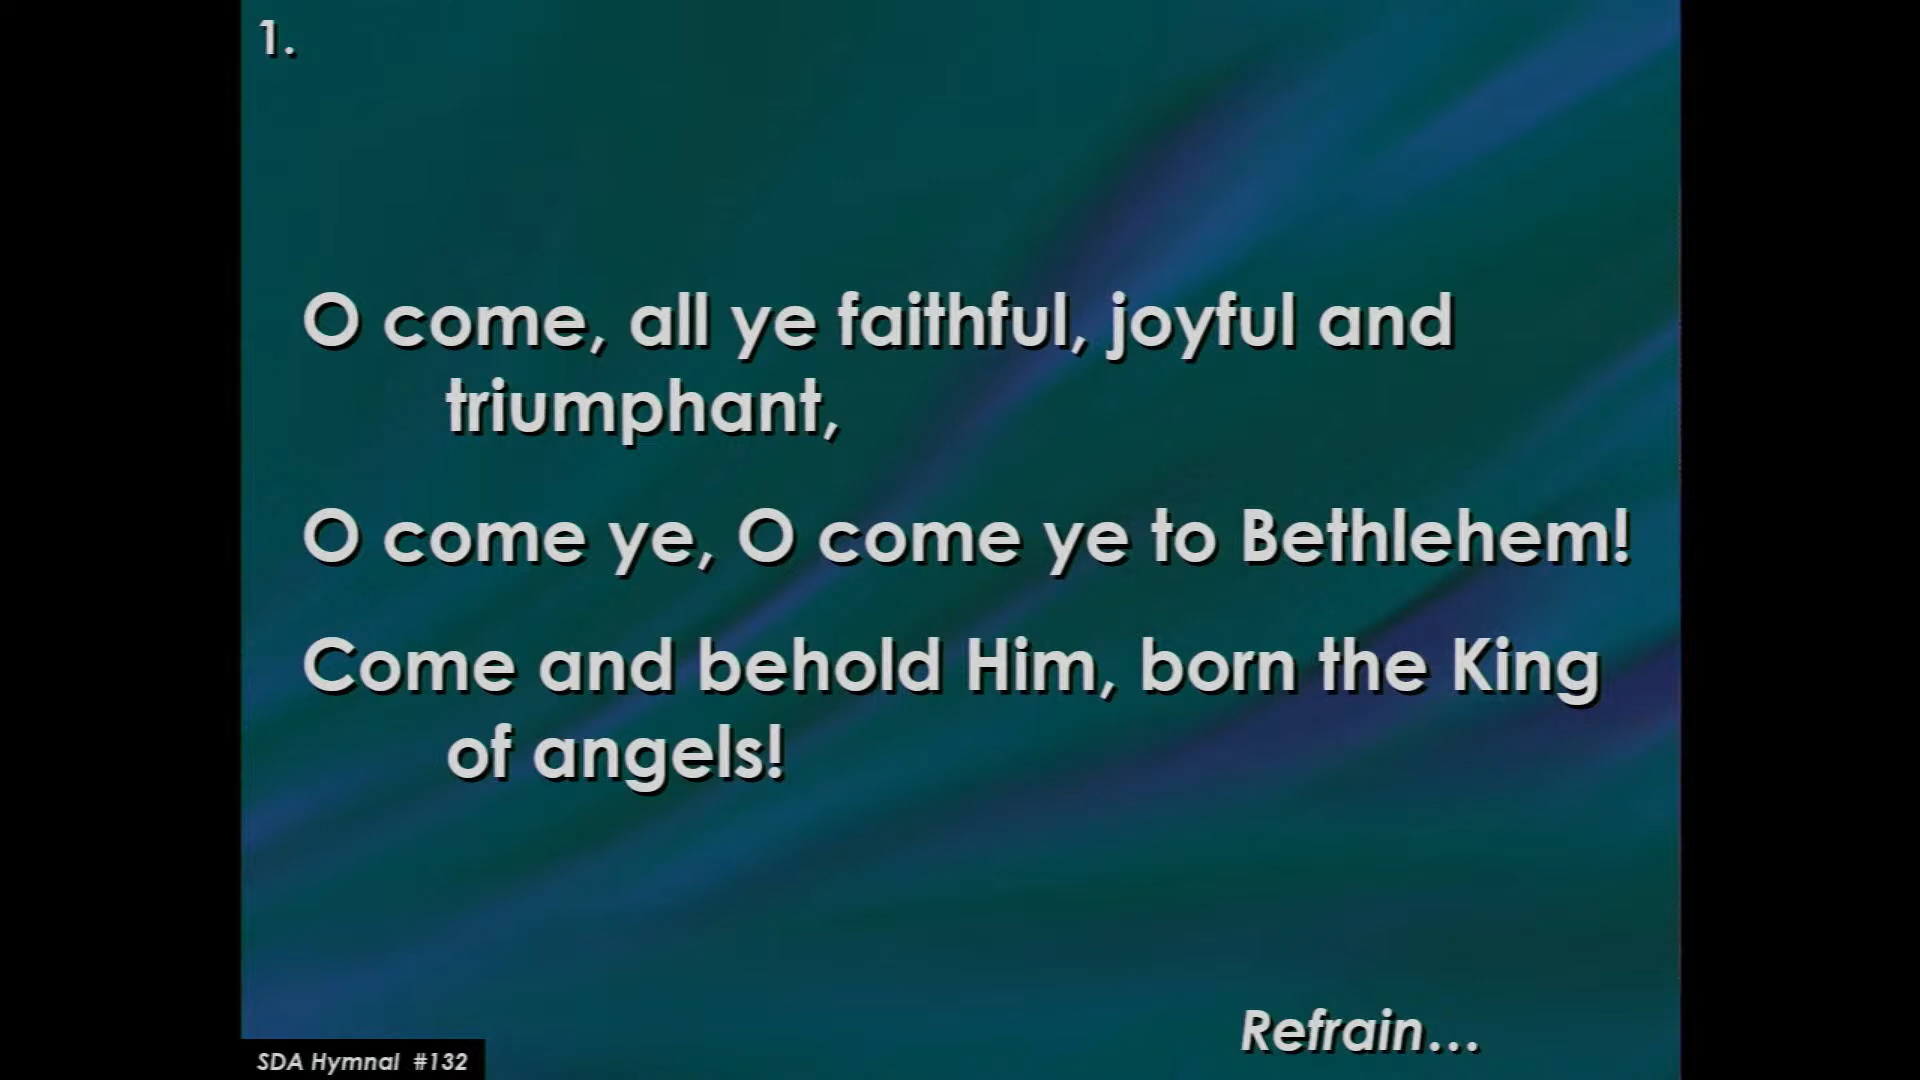 1.
O come, all ye faithful, joyful and
triumphant,
O come ye, O come ye to Bethlehem!
Come and behold Him, born the King
of angels!
Refrain...
SDA Hymnal #132